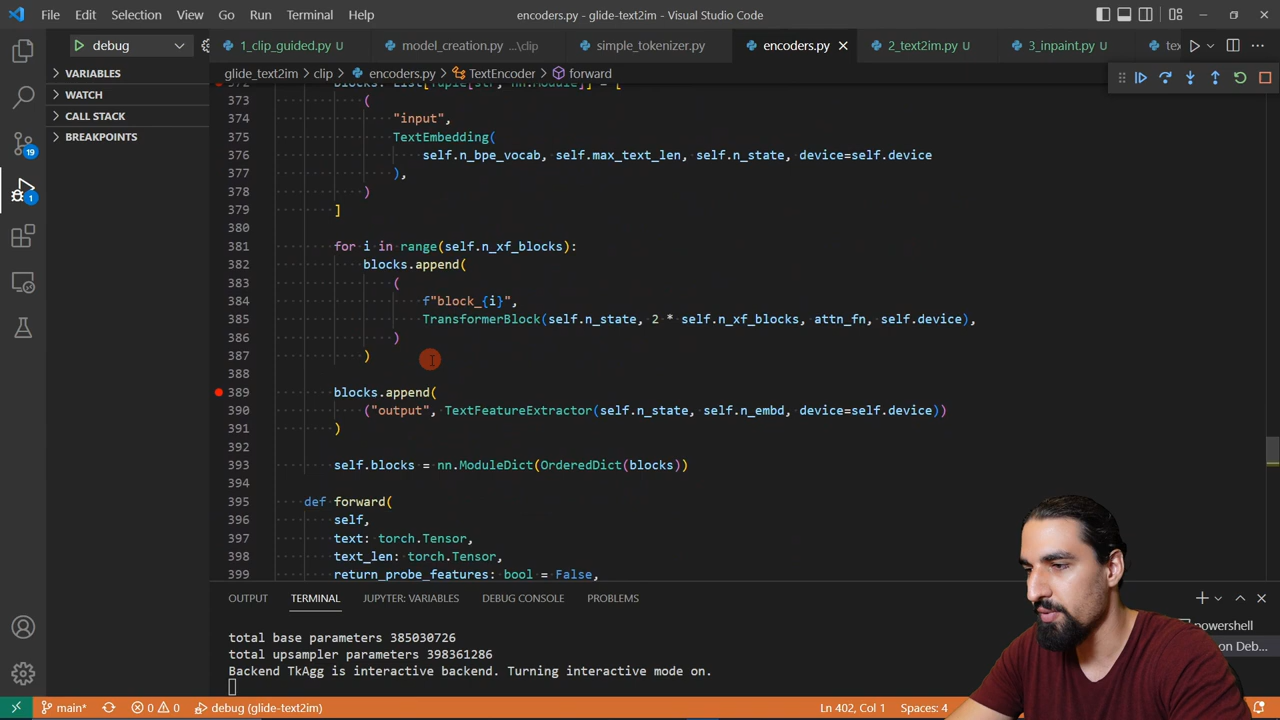 File Edit Selection View Go Run Terminal Help encoders.py - glide-text2im - Visual Studio Code
debug 1_clip_guided.py U model_creation.py ...\clip simple_tokenizer.py encoders.py 2_text2im.py U 3_inpaint.py U
VARIABLES
WATCH
CALL STACK
BREAKPOINTS
19
1
glide_text2im > clip > encoders.py > TextEncoder > forward
372 blocks: List[Tuple[str, nn.Module]] = [
373 (
374 "input",
375 TextEmbedding(
376 self.n_bpe_vocab, self.max_text_len, self.n_state, device=self.device
377 ),
378 )
379 ]
380
381 for i in range(self.n_xf_blocks):
382 blocks.append(
383 (
384 f"block_{i}",
385 TransformerBlock(self.n_state, 2 * self.n_xf_blocks, attn_fn, self.device),
386 )
387 )
388
389 blocks.append(
390 ("output", TextFeatureExtractor(self.n_state, self.n_embd, device=self.device))
391 )
392
393 self.blocks = nn.ModuleDict(OrderedDict(blocks))
394
395 def forward(
396 self,
397 text: torch.Tensor,
398 text_len: torch.Tensor,
399 return_probe_features: bool = False,
OUTPUT TERMINAL JUPYTER: VARIABLES DEBUG CONSOLE PROBLEMS
total base parameters 385030726
total upsampler parameters 398361286
Backend TkAgg is interactive backend. Turning interactive mode on.
powershell
on Deb...
main* 0 0 debug (glide-text2im) Ln 402, Col 1 Spaces: 4